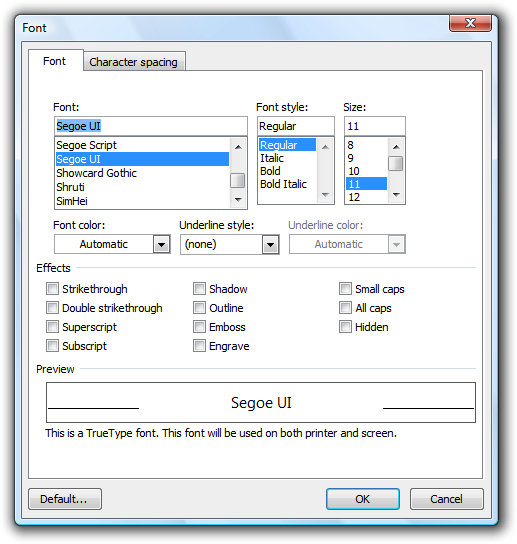 Font
Font
Character spacing
Font:
Font style:
Size:
Segoe UI
Regular
11
Segoe Script
Segoe UI
Showcard Gothic
Shruti
SimHei
Regular
Italic
Bold
Bold Italic
8
9
10
11
12
Font color:
Underline style:
Underline color:
Automatic
(none)
Automatic
Effects
Strikethrough
Shadow
Small caps
Double strikethrough
Outline
All caps
Superscript
Emboss
Hidden
Subscript
Engrave
Preview
Segoe UI
This is a TrueType font. This font will be used on both printer and screen.
Default...
OK
Cancel